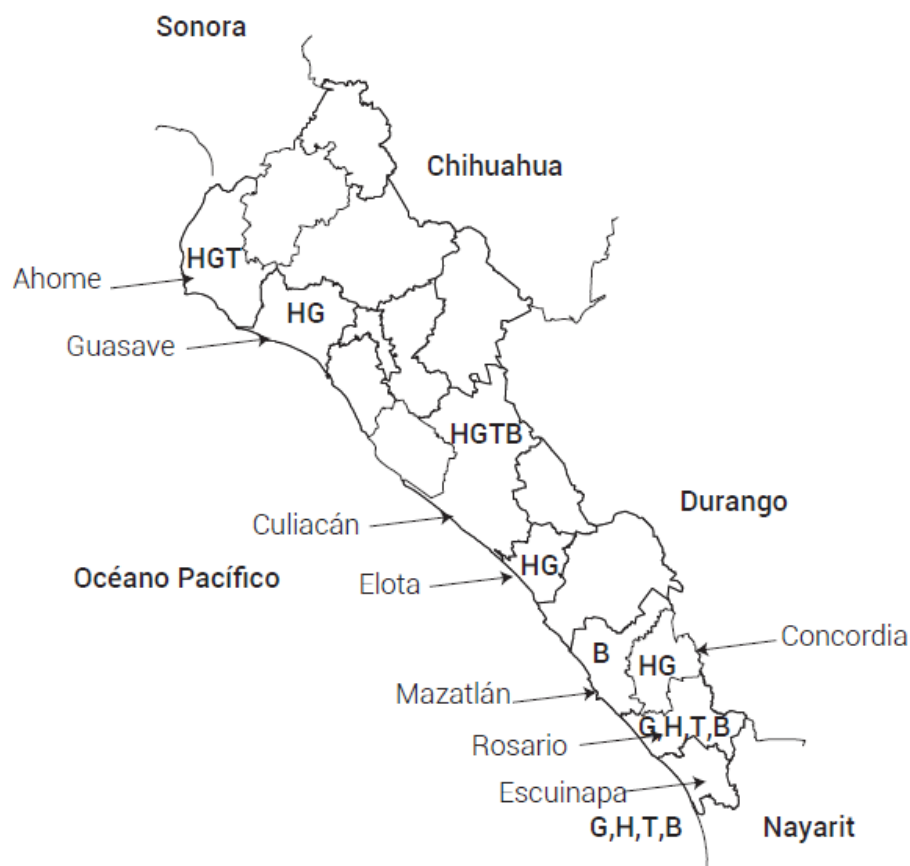 Sonora
Chihuahua
HGT
Ahome
HG
Guasave
HGTB
Durango
Culiacán
HG
Océano Pacífico
Elota
Concordia
B
HG
Mazatlán
G,H,T,B
Rosario
Escuinapa
G,H,T,B
Nayarit